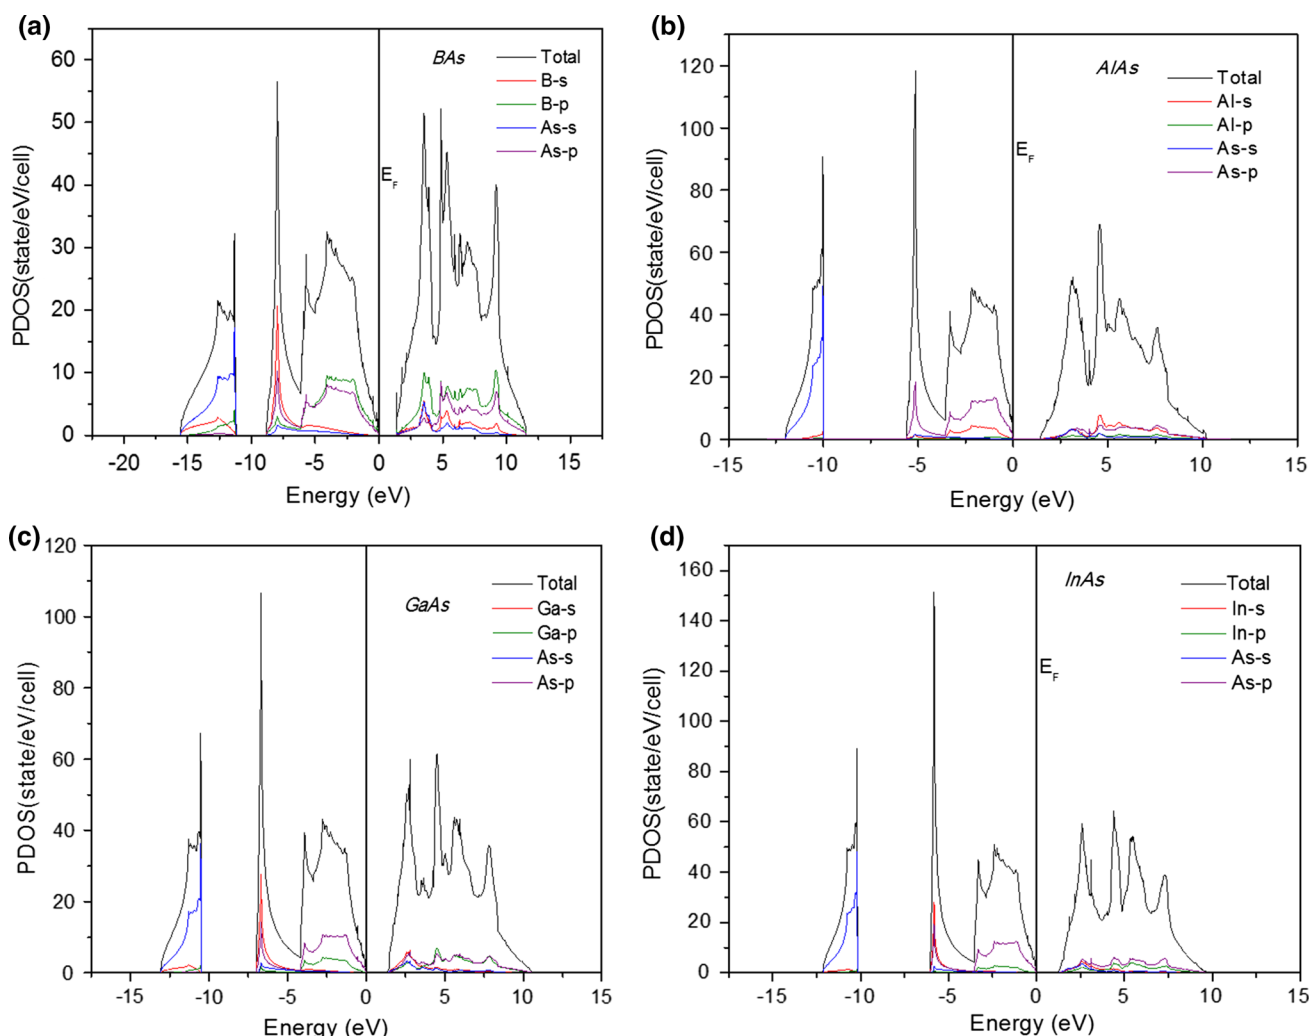 (a)
BAs
Total
B-s
B-p
As-s
As-p
E_F
PDOS(state/eV/cell)
60
50
40
30
20
10
0
-20 -15 -10 -5 0 5 10 15
Energy (eV)
(b)
AlAs
Total
Al-s
Al-p
As-s
As-p
E_F
PDOS(state/eV/cell)
120
100
80
60
40
20
0
-15 -10 -5 0 5 10 15
Energy (eV)
(c)
GaAs
Total
Ga-s
Ga-p
As-s
As-p
PDOS(state/eV/cell)
120
100
80
60
40
20
0
-15 -10 -5 0 5 10 15
Energy (eV)
(d)
InAs
Total
In-s
In-p
As-s
As-p
E_F
PDOS(state/eV/cell)
160
140
120
100
80
60
40
20
0
-15 -10 -5 0 5 10 15
Energy (eV)